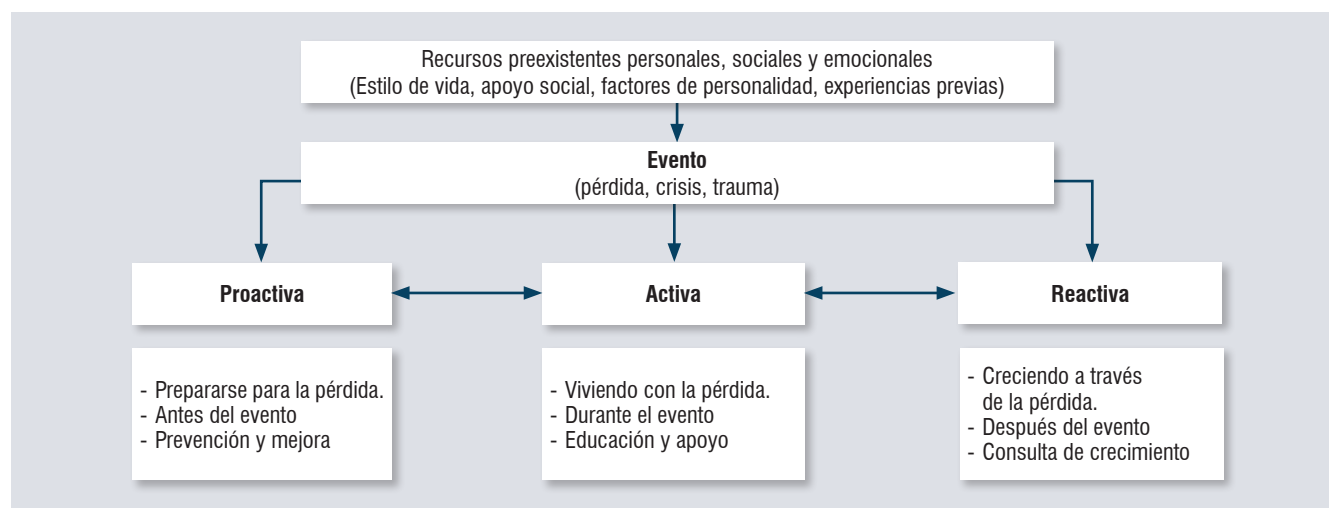 Recursos preexistentes personales, sociales y emocionales
(Estilo de vida, apoyo social, factores de personalidad, experiencias previas)
Evento
(pérdida, crisis, trauma)
Proactiva
Activa
Reactiva
- Prepararse para la pérdida.
- Antes del evento
- Prevención y mejora
- Viviendo con la pérdida.
- Durante el evento
- Educación y apoyo
- Creciendo a través
de la pérdida.
- Después del evento
- Consulta de crecimiento